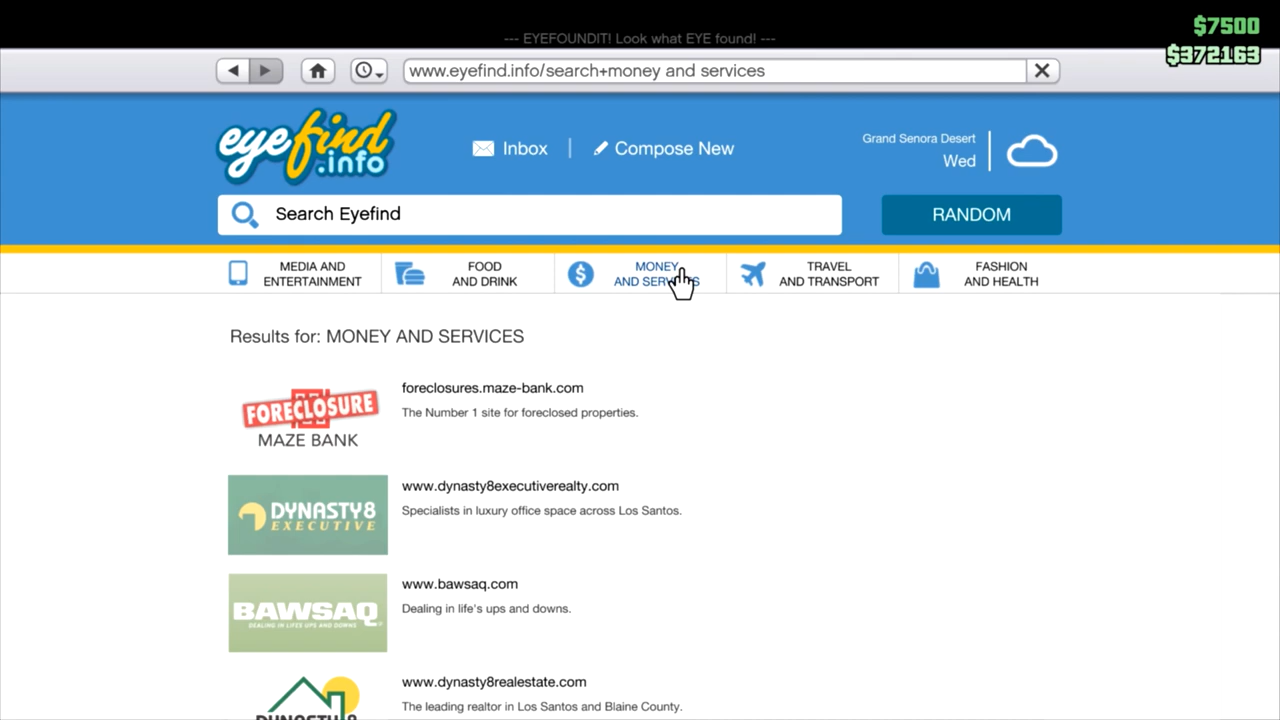 $7500
--- EYEFOUNDIT! Look what EYE found! ---
$372163
www.eyefind.info/search+money and services
eyefind
.info
Inbox
Compose New
Grand Senora Desert
Wed
Search Eyefind
RANDOM
MEDIA AND
ENTERTAINMENT
FOOD
AND DRINK
MONEY
TRAVEL
AND TRANSPORT
FASHION
AND HEALTH
Results for: MONEY AND SERVICES
FORECLOSURE
MAZE BANK
foreclosures.maze-bank.com
The Number 1 site for foreclosed properties.
DYNASTY8
EXECUTIVE
www.dynasty8executiverealty.com
Specialists in luxury office space across Los Santos.
BAWSAQ
DEALING IN LIFE'S UPS AND DOWNS
www.bawsaq.com
Dealing in life's ups and downs.
DYNASTY8
www.dynasty8realestate.com
The leading realtor in Los Santos and Blaine County.